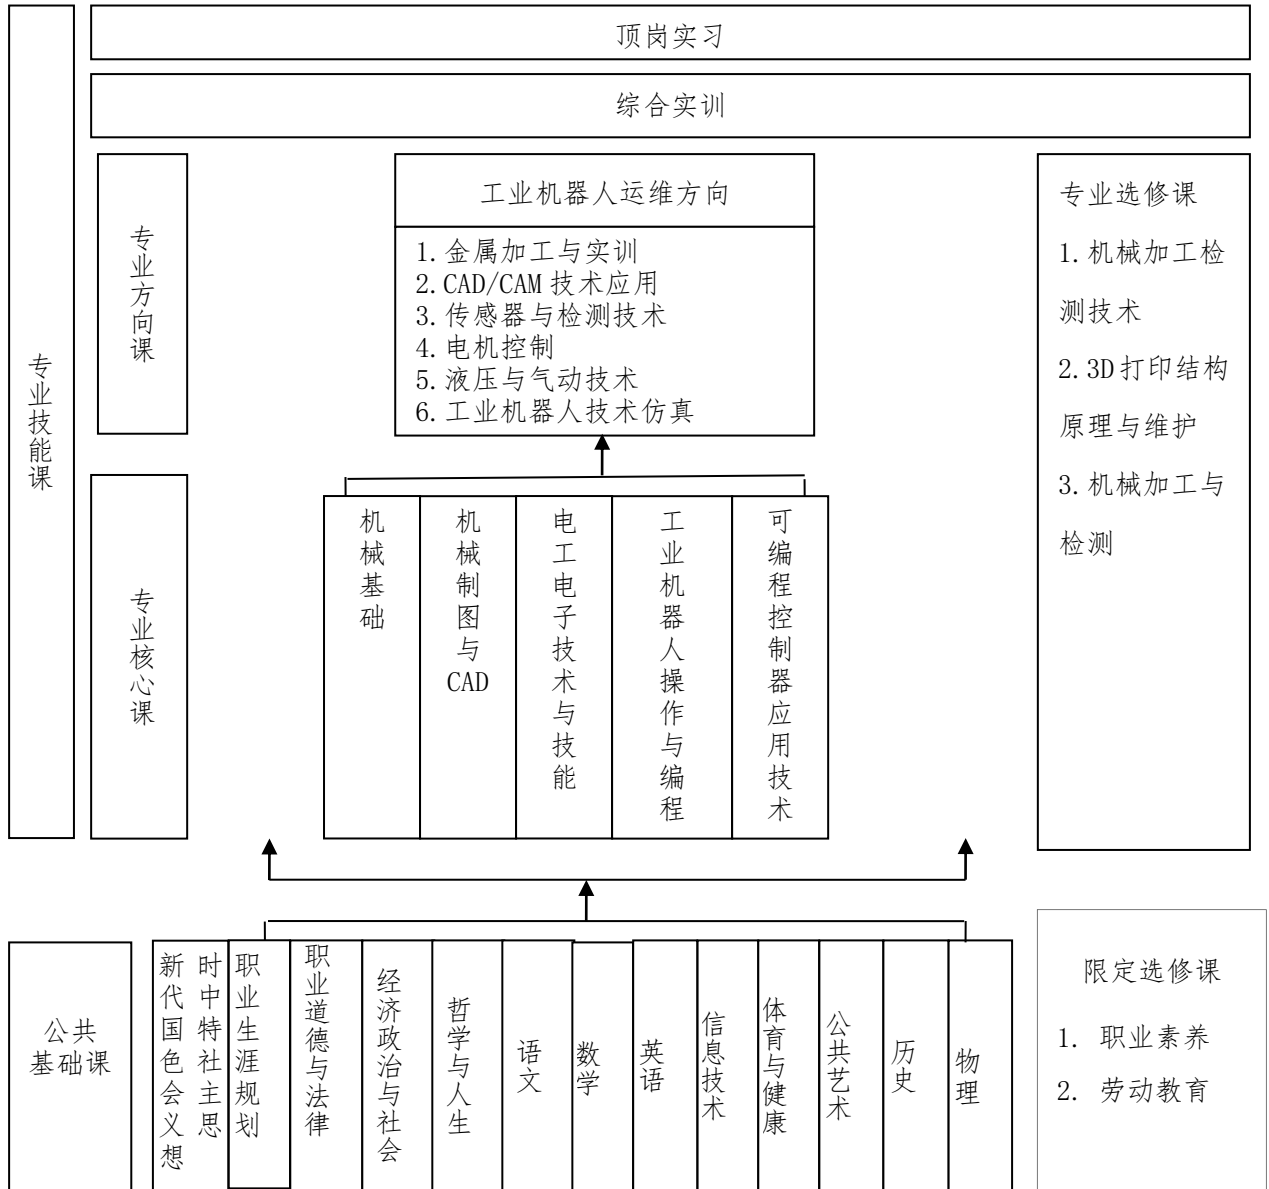 顶岗实习
综合实训
专业技能课
专业方向课
工业机器人运维方向
1.金属加工与实训
2.CAD/CAM 技术应用
3.传感器与检测技术
4.电机控制
5.液压与气动技术
6.工业机器人技术仿真
专业选修课
1.机械加工检
测技术
2.3D打印结构
原理与维护
3.机械加工与
检测
专业核心课
机械基础
机械制图与CAD
电工电子技术与技能
工业机器人操作与编程
可编程控制器应用技术
公共
基础课
新时
代中
国特
色社
会主
义思
想
职业生涯规划
职业道德与法律
经济政治与社会
哲学与人生
语文
数学
英语
信息技术
体育与健康
公共艺术
历史
物理
限定选修课
1. 职业素养
2. 劳动教育